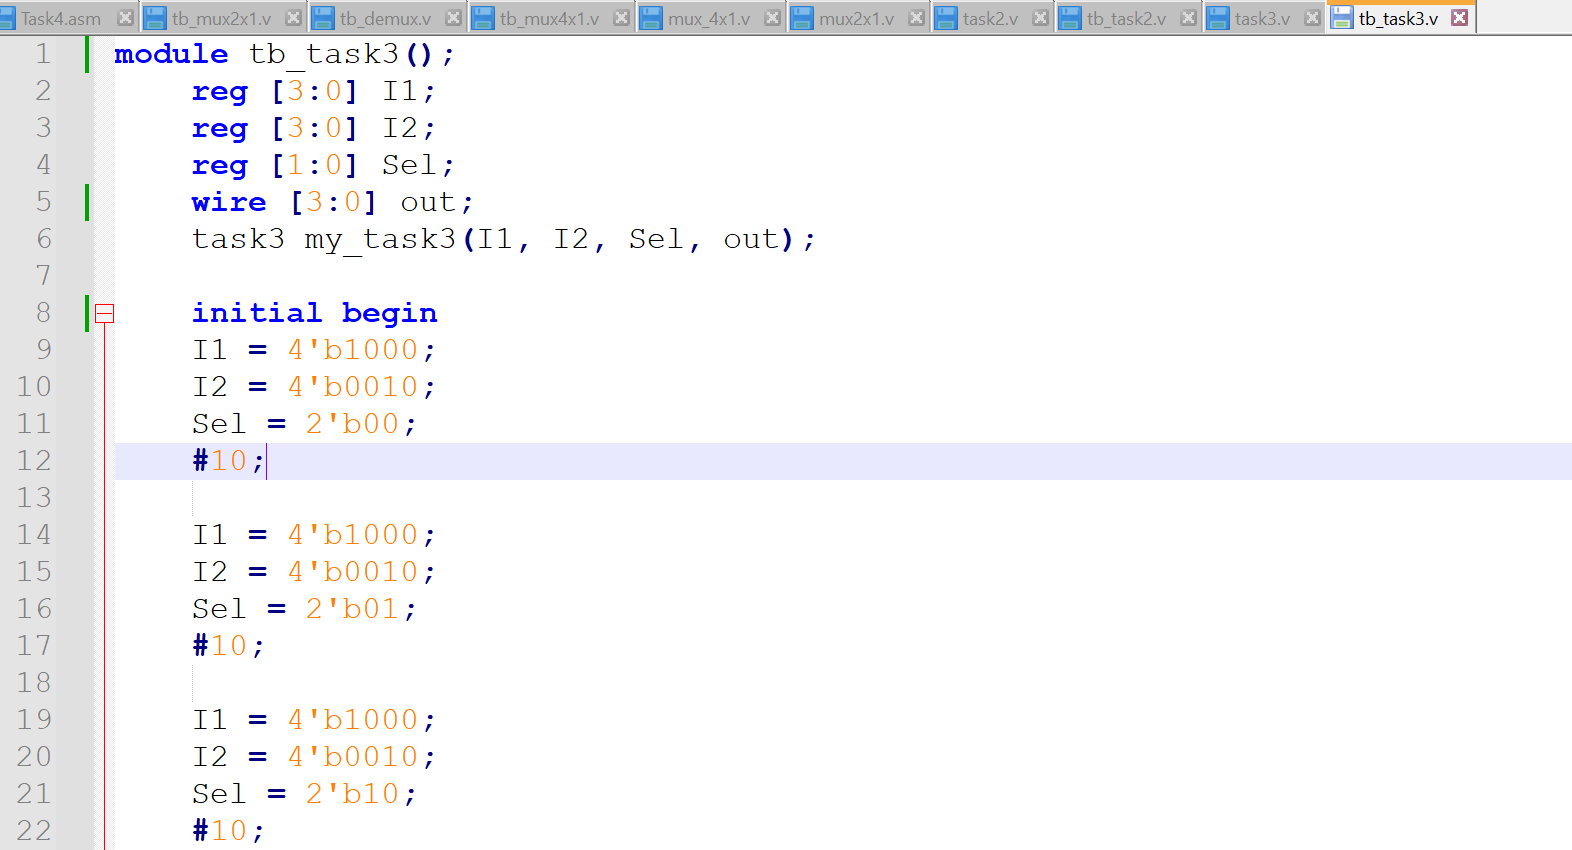 Task4.asm tb_mux2x1.v tb_demux.v tb_mux4x1.v mux_4x1.v mux2x1.v task2.v tb_task2.v task3.v tb_task3.v
1 module tb_task3();
2 reg [3:0] I1;
3 reg [3:0] I2;
4 reg [1:0] Sel;
5 wire [3:0] out;
6 task3 my_task3(I1, I2, Sel, out);
7
8 initial begin
9 I1 = 4'b1000;
10 I2 = 4'b0010;
11 Sel = 2'b00;
12 #10;
13
14 I1 = 4'b1000;
15 I2 = 4'b0010;
16 Sel = 2'b01;
17 #10;
18
19 I1 = 4'b1000;
20 I2 = 4'b0010;
21 Sel = 2'b10;
22 #10;